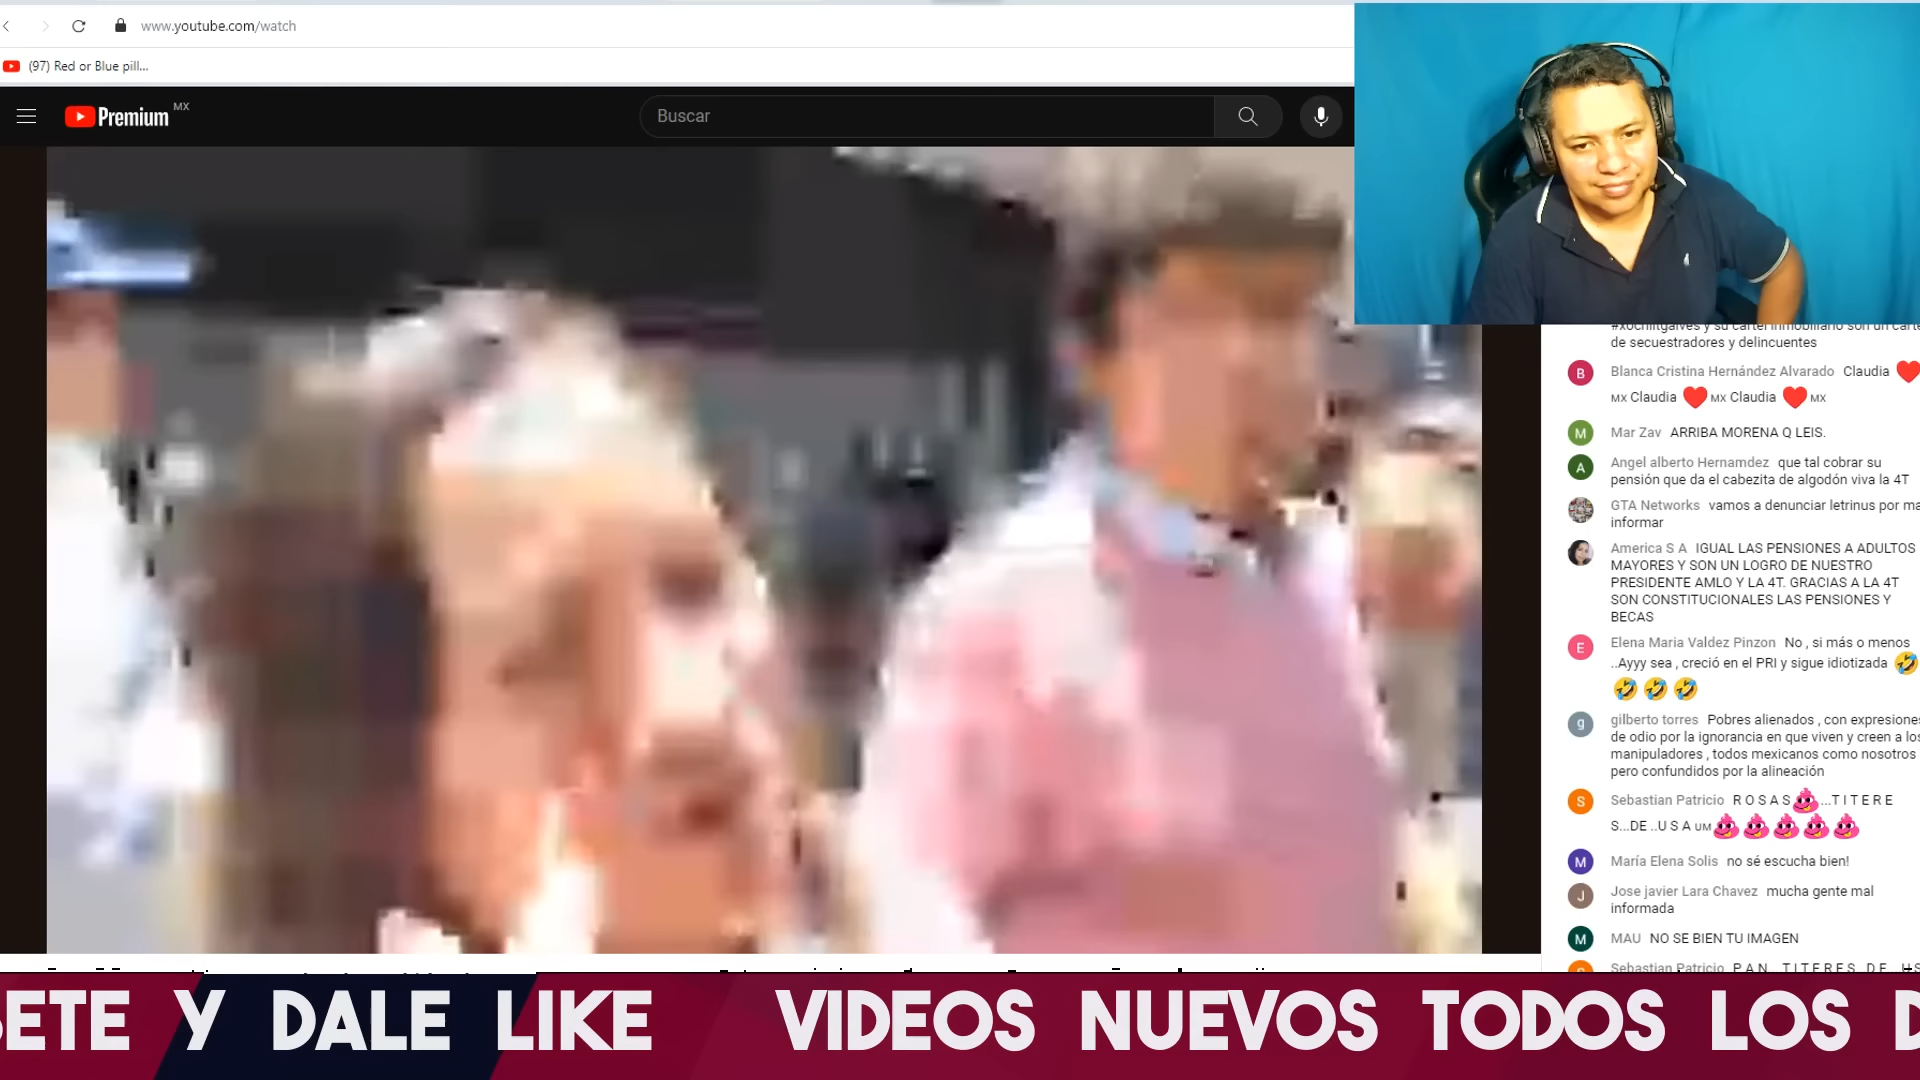 www.youtube.com/watch
(97) Red or Blue pill...
Premium MX
Buscar
de secuestradores y delincuentes
B Blanca Cristina Hernández Alvarado Claudia ❤️
MX Claudia ❤️ MX Claudia ❤️ MX
M Mar Zav ARRIBA MORENA Q LEIS.
A Angel alberto Hernamdez que tal cobrar su
pensión que da el cabezita de algodón viva la 4T
GTA Networks vamos a denunciar letrinus por ma
informar
America S A IGUAL LAS PENSIONES A ADULTOS
MAYORES Y SON UN LOGRO DE NUESTRO
PRESIDENTE AMLO Y LA 4T. GRACIAS A LA 4T
SON CONSTITUCIONALES LAS PENSIONES Y
BECAS
E Elena Maria Valdez Pinzon No , si más o menos
..Ayyy sea , creció en el PRI y sigue idiotizada 🤣
🤣🤣🤣
g gilberto torres Pobres alienados , con expresiones
de odio por la ignorancia en que viven y creen a los
manipuladores , todos mexicanos como nosotros
pero confundidos por la alineación
S Sebastian Patricio R O S A S 💩...T I T E R E
S...DE ..U S A UM 💩💩💩💩💩
M María Elena Solis no sé escucha bien!
J Jose javier Lara Chavez mucha gente mal
informada
M MAU NO SE BIEN TU IMAGEN
Sebastian Patricio P A N
SETE Y DALE LIKE VIDEOS NUEVOS TODOS LOS D